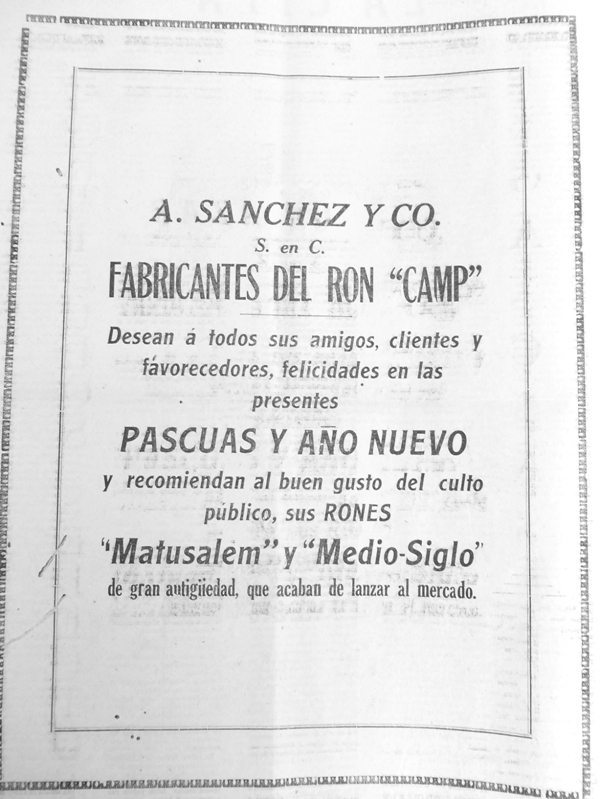 A. SANCHEZ Y CO.
S. en C.
FABRICANTES DEL RON "CAMP"
Desean á todos sus amigos, clientes y
favorecedores, felicidades en las
presentes
PASCUAS Y AÑO NUEVO
y recomiendan al buen gusto del culto
público, sus RONES
"Matusalem" y "Medio-Siglo"
de gran antigüedad, que acaban de lanzar al mercado.